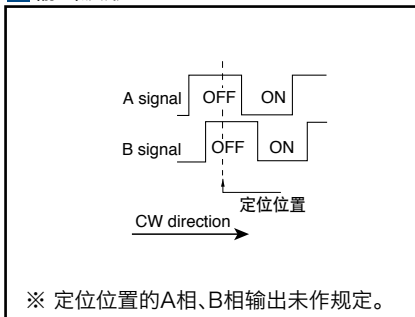 A signal OFF ON
B signal OFF ON
定位位置
CW direction
※ 定位位置的A相、B相输出未作规定。